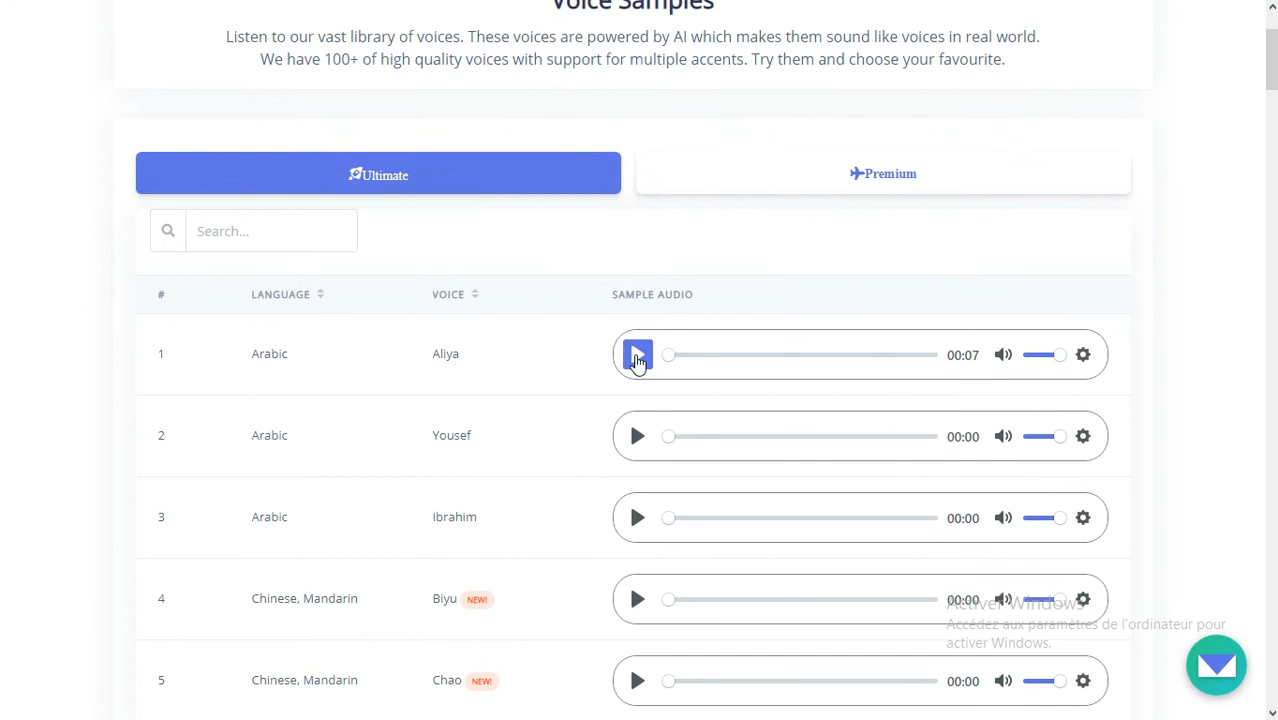 Voice Samples
Listen to our vast library of voices. These voices are powered by AI which makes them sound like voices in real world.
We have 100+ of high quality voices with support for multiple accents. Try them and choose your favourite.
Ultimate
Premium
Search...
# LANGUAGE VOICE SAMPLE AUDIO
1 Arabic Aliya 00:07
2 Arabic Yousef 00:00
3 Arabic Ibrahim 00:00
4 Chinese, Mandarin Biyu NEW! 00:00
Activer Windows
Accédez aux paramètres de l'ordinateur pour
activer Windows.
5 Chinese, Mandarin Chao NEW! 00:00